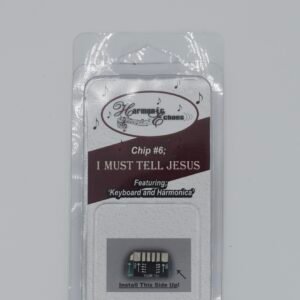 Harmonic
Echoes
Chip #6;
I MUST TELL JESUS
Featuring;
'Keyboard and Harmonica'
Install This Side Up!